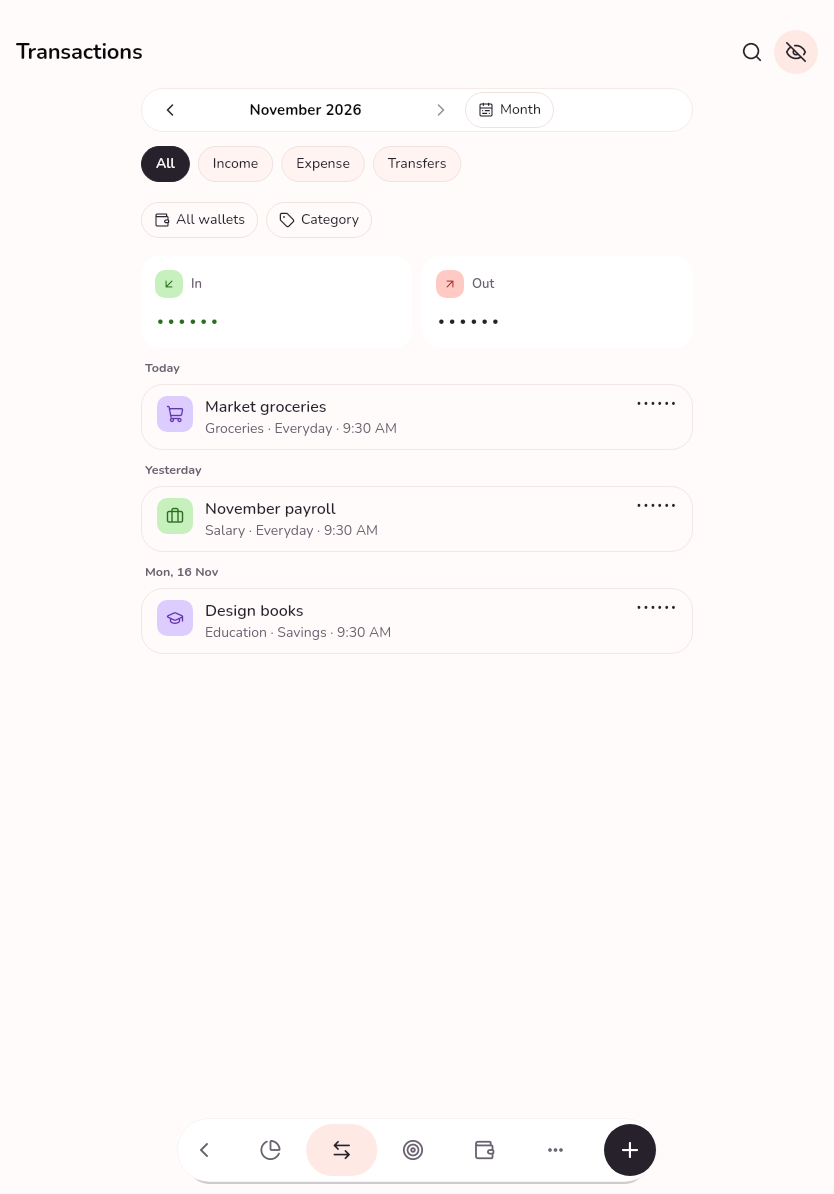 Transactions
November 2026
Month
All
Income
Expense
Transfers
All wallets
Category
In
••••••
Out
••••••
Today
Market groceries
••••••
Groceries · Everyday · 9:30 AM
Yesterday
November payroll
••••••
Salary · Everyday · 9:30 AM
Mon, 16 Nov
Design books
••••••
Education · Savings · 9:30 AM